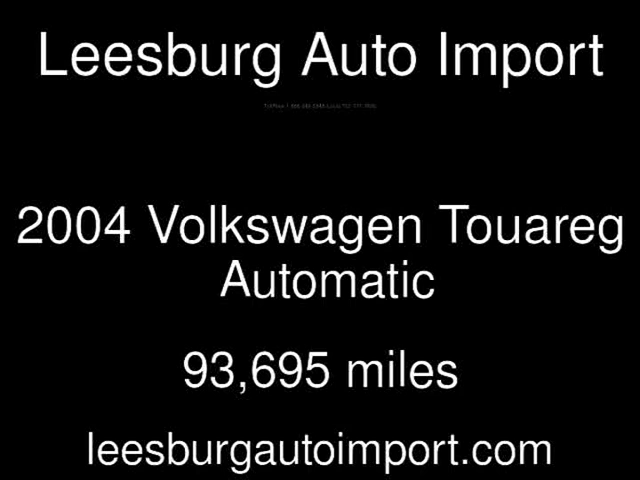 Leesburg Auto Import
2004 Volkswagen Touareg
Automatic
93,695 miles
leesburgautoimport.com